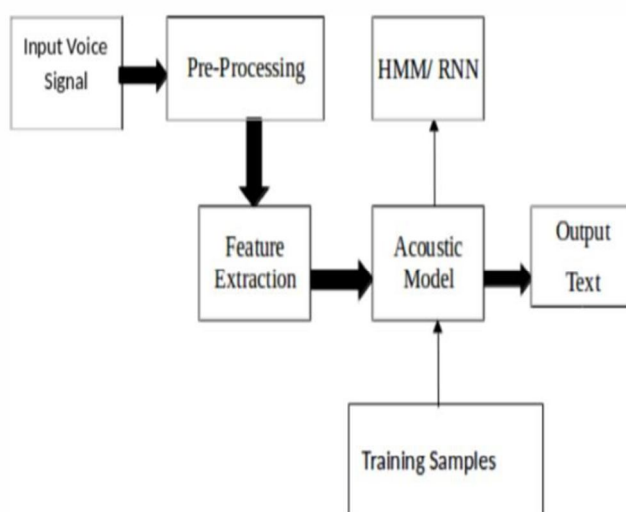 Input Voice
Signal
Pre-Processing
HMM/ RNN
Feature
Extraction
Acoustic
Model
Output
Text
Training Samples